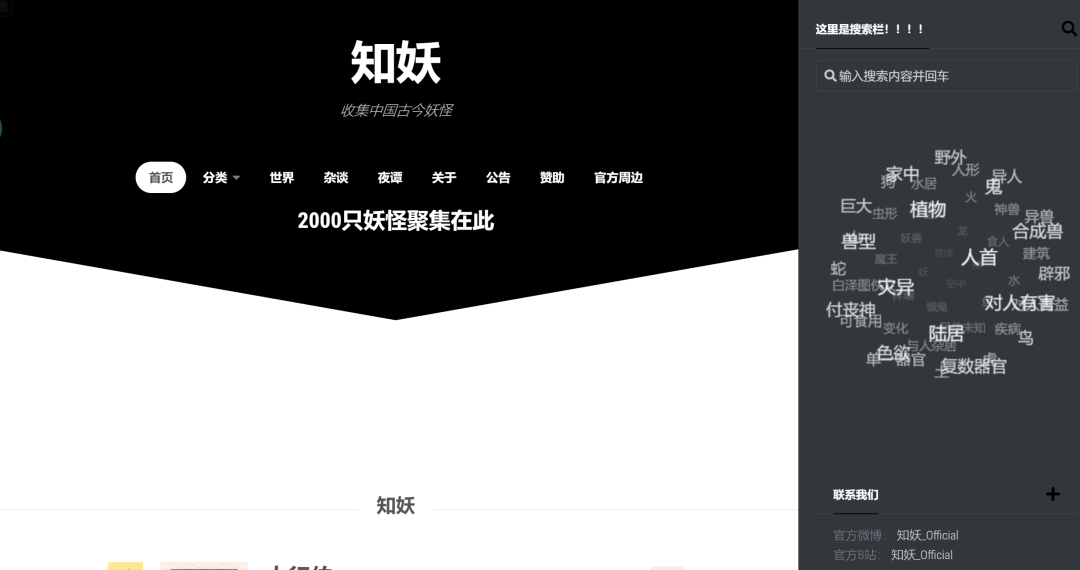 知妖
收集中国古今妖怪
首页 分类 世界 杂谈 夜谭 关于 公告 赞助 官方周边
2000只妖怪聚集在此
知妖
这里是搜索栏！！！！
输入搜索内容并回车
野外
家中 人形 异人
狗 水居 鬼
火
巨大 虫形 植物 神兽 异兽
龙 合成兽
兽型 妖兽 食人
魔王 人首 建筑
蛇 妖 辟邪
白泽图 灾异 空中 水
付丧神 饿鬼 对人有害 益
可食用 变化 陆居 未知 疾病 鸟
与人杂居
单一器官 色欲 虎
土 复数器官
联系我们
官方微博： 知妖_Official
官方B站： 知妖_Official